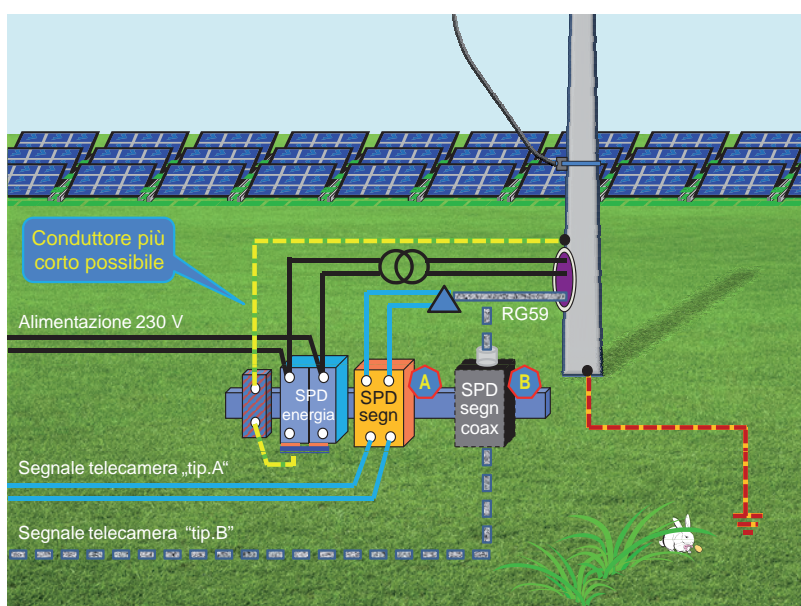 Conduttore più
corto possibile
Alimentazione 230 V
RG59
SPD
energia
SPD
segn
A
SPD
segn
coax
B
Segnale telecamera „tip.A“
Segnale telecamera “tip.B”